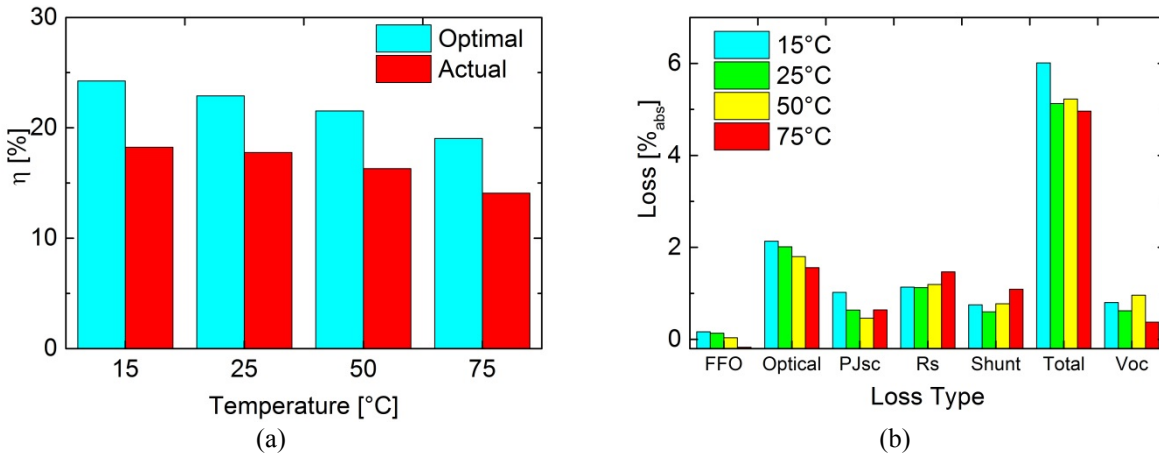 30
20
10
0
η [%]
Optimal
Actual
15 25 50 75
Temperature [°C]
(a)
6
4
2
0
Loss [%abs]
15°C
25°C
50°C
75°C
FFO Optical PJsc Rs Shunt Total Voc
Loss Type
(b)